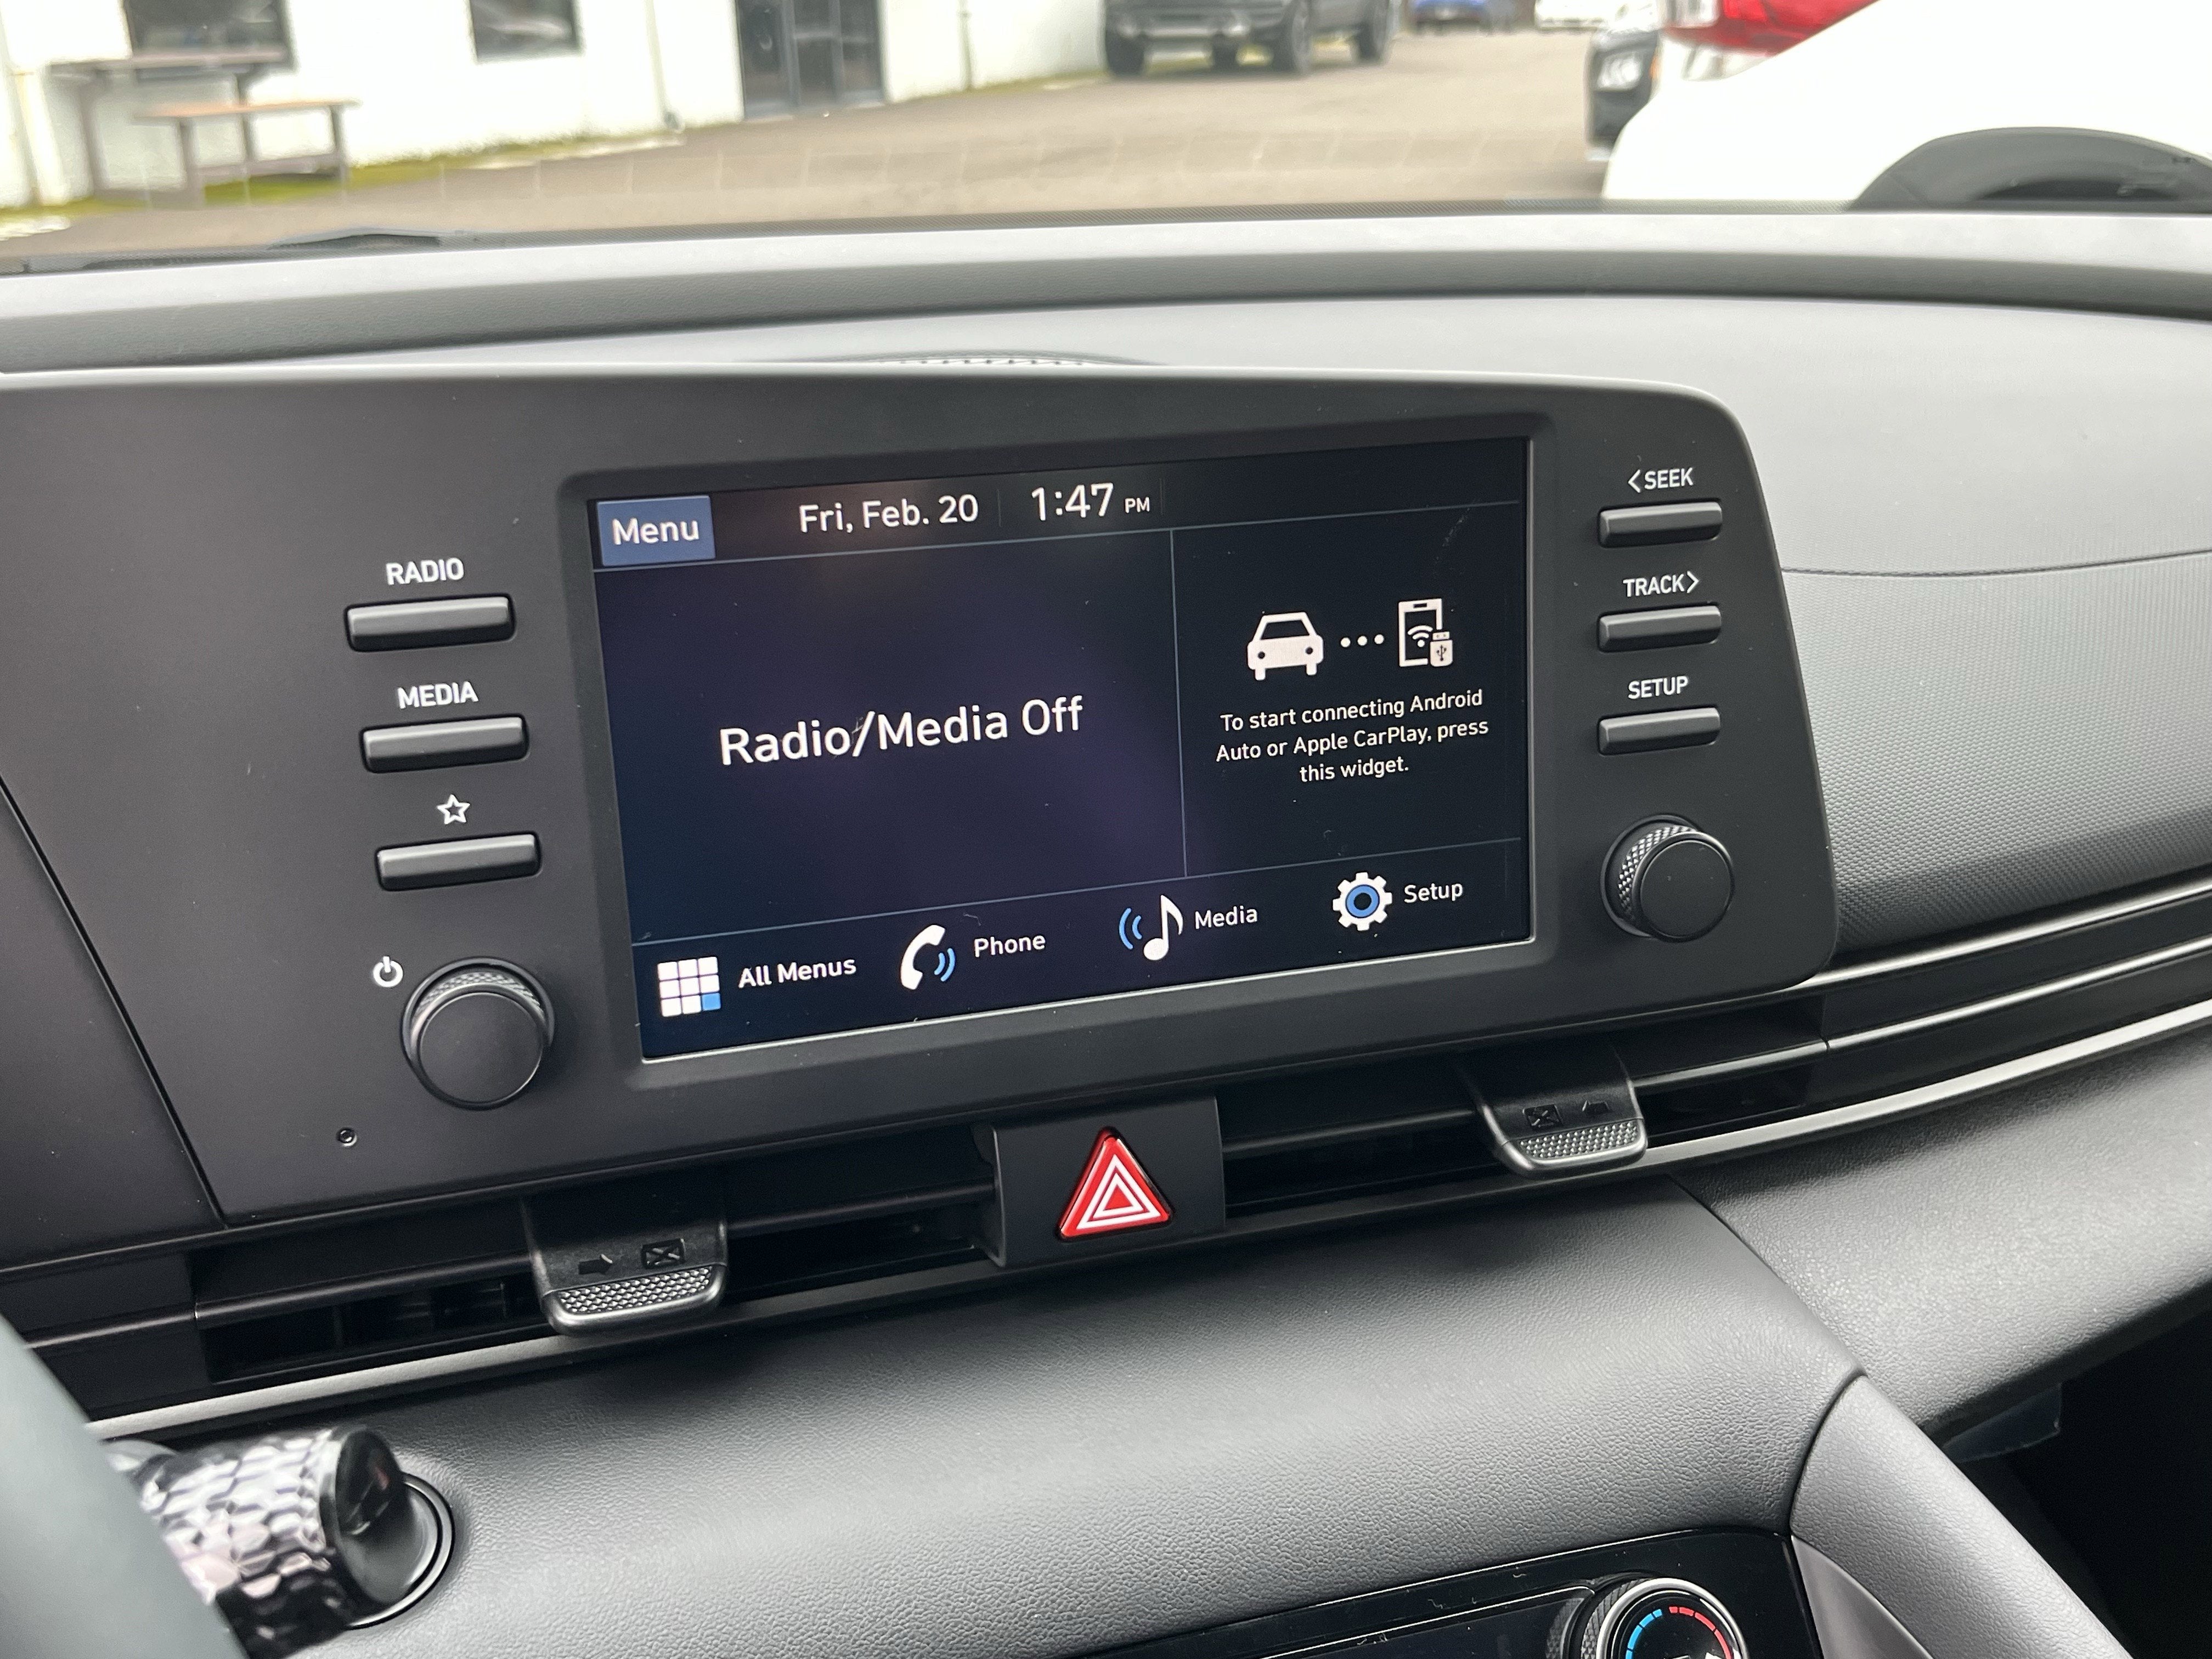 Menu
Fri, Feb. 20
1:47 PM
RADIO
MEDIA
Radio/Media Off
To start connecting Android
Auto or Apple CarPlay, press
this widget.
All Menus
Phone
Media
Setup
<SEEK
TRACK>
SETUP